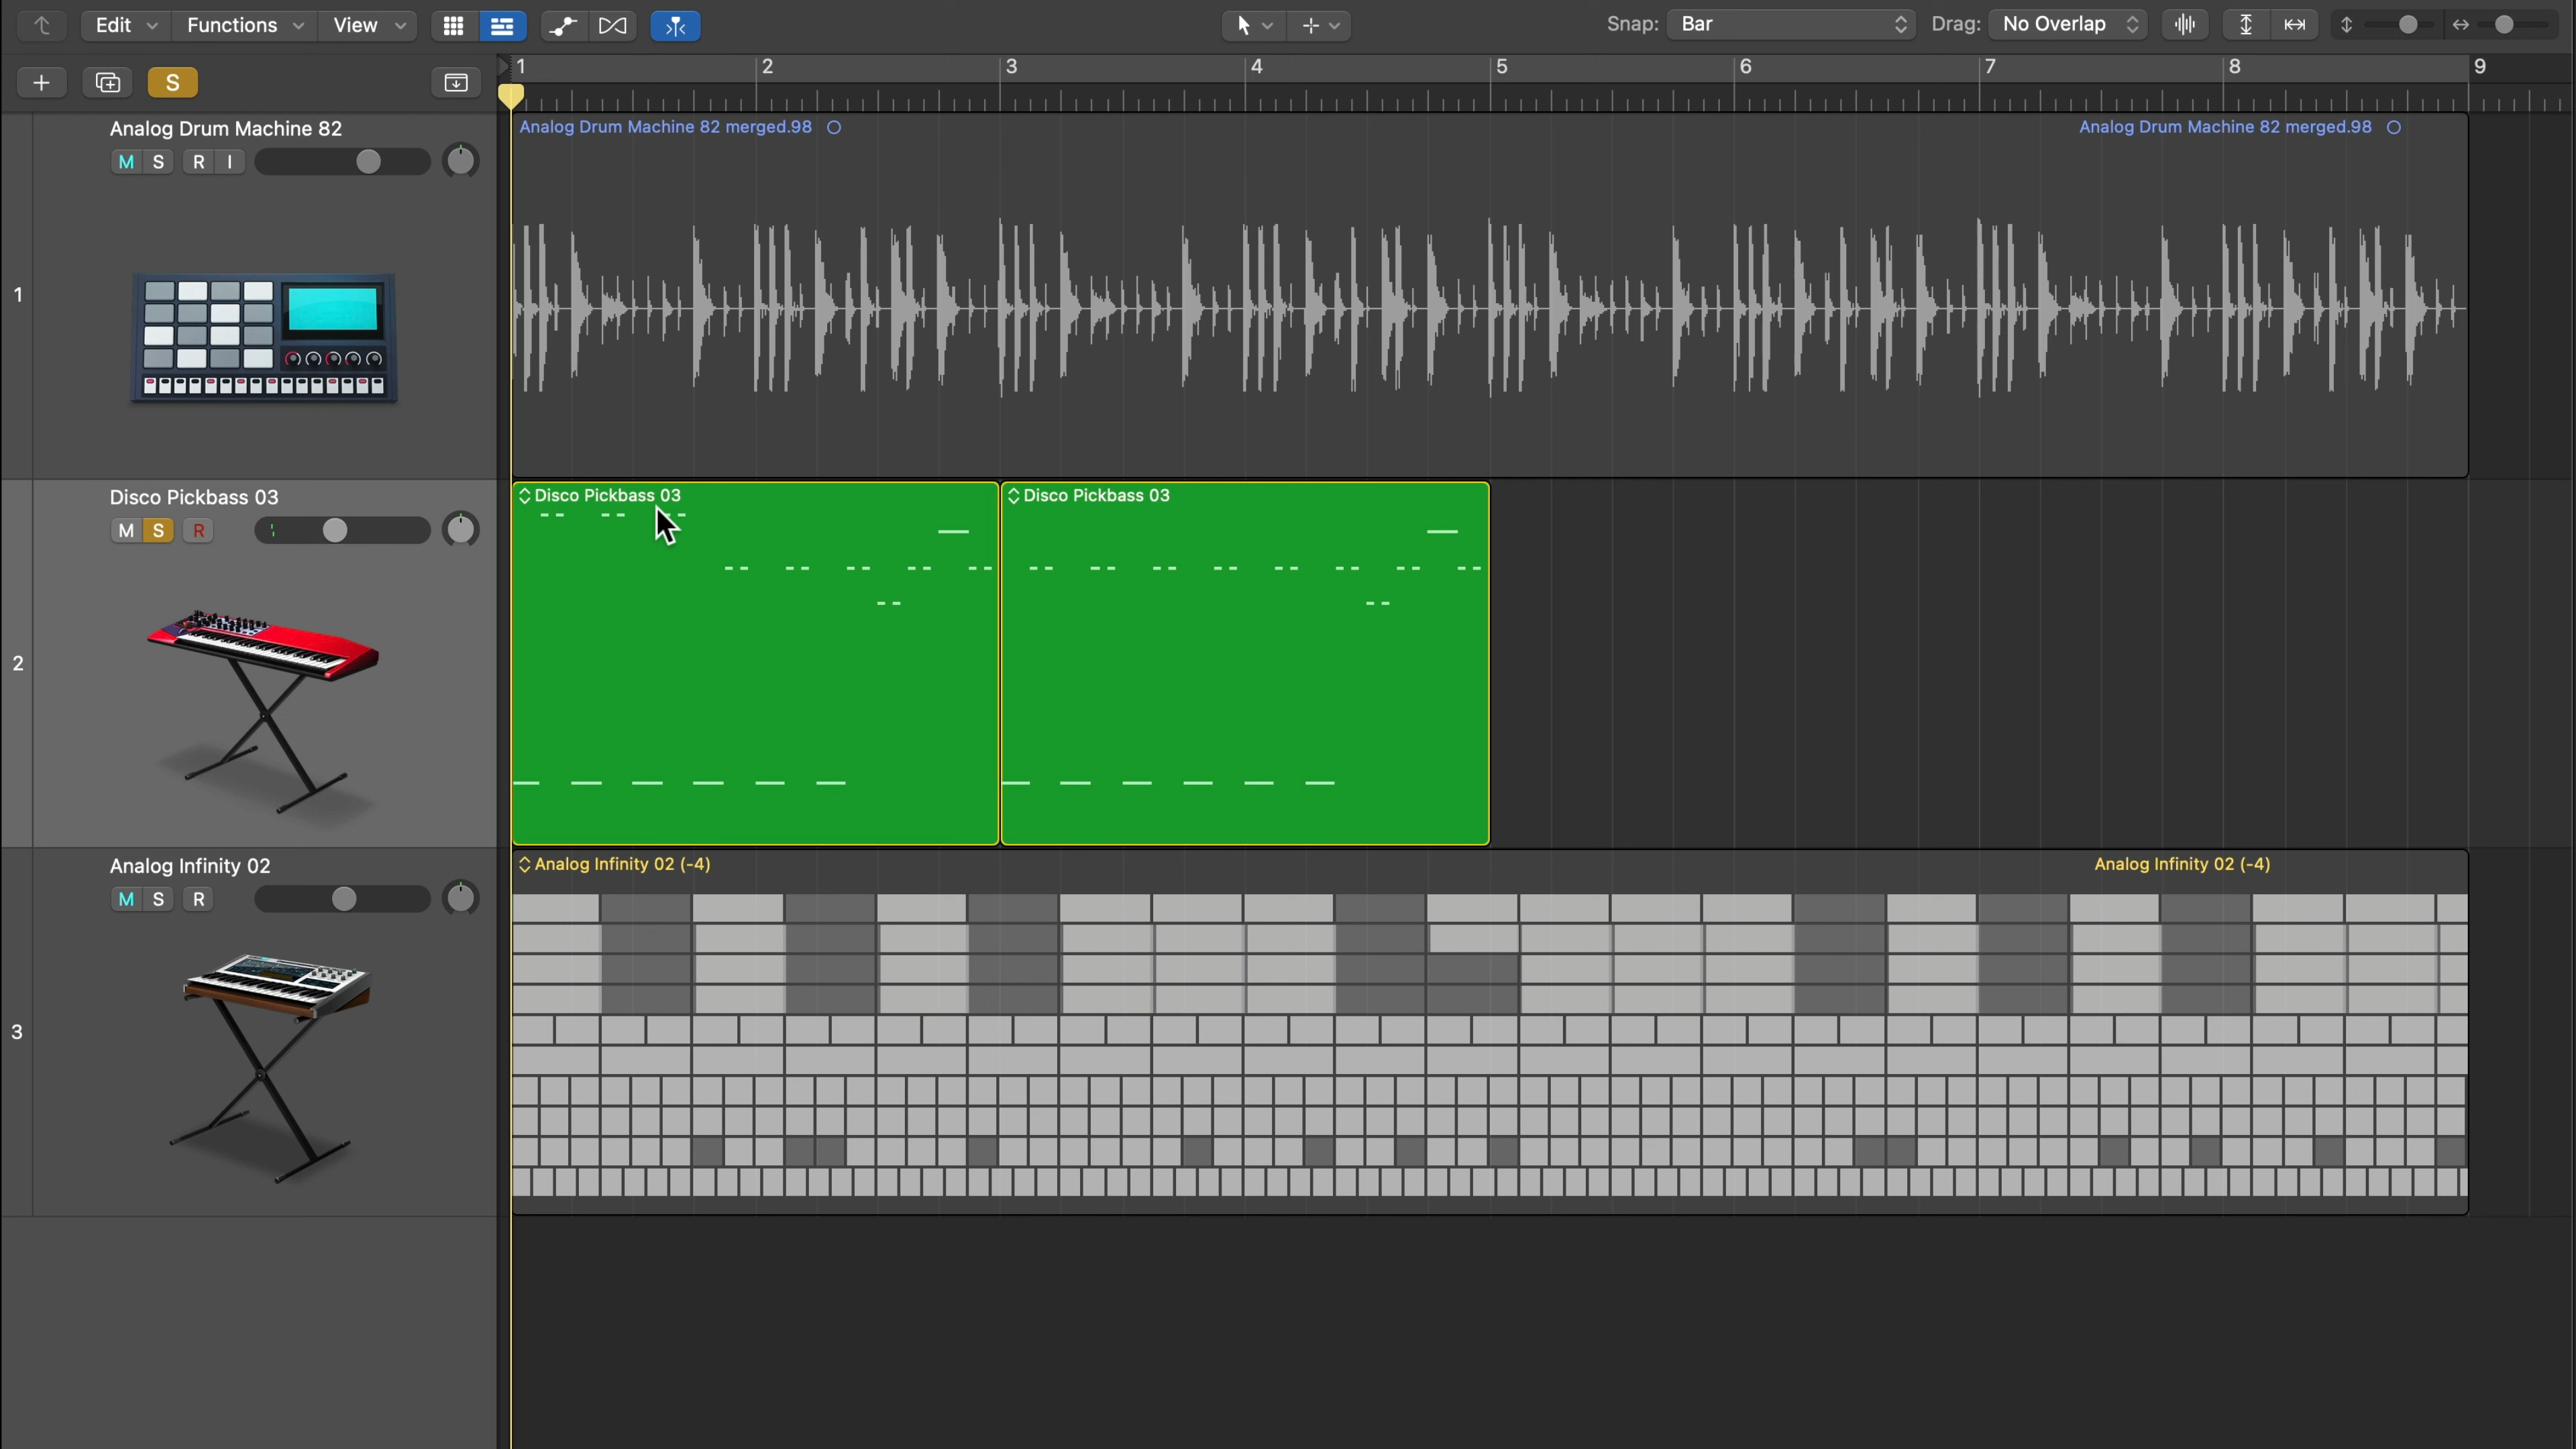 Edit Functions View Snap: Bar Drag: No Overlap
1 2 3 4 5 6 7 8 9
S
Analog Drum Machine 82
M S R I
1
Analog Drum Machine 82 merged.98
Analog Drum Machine 82 merged.98
Disco Pickbass 03
M S R
2
Disco Pickbass 03
Disco Pickbass 03
Analog Infinity 02
M S R
3
Analog Infinity 02 (-4)
Analog Infinity 02 (-4)